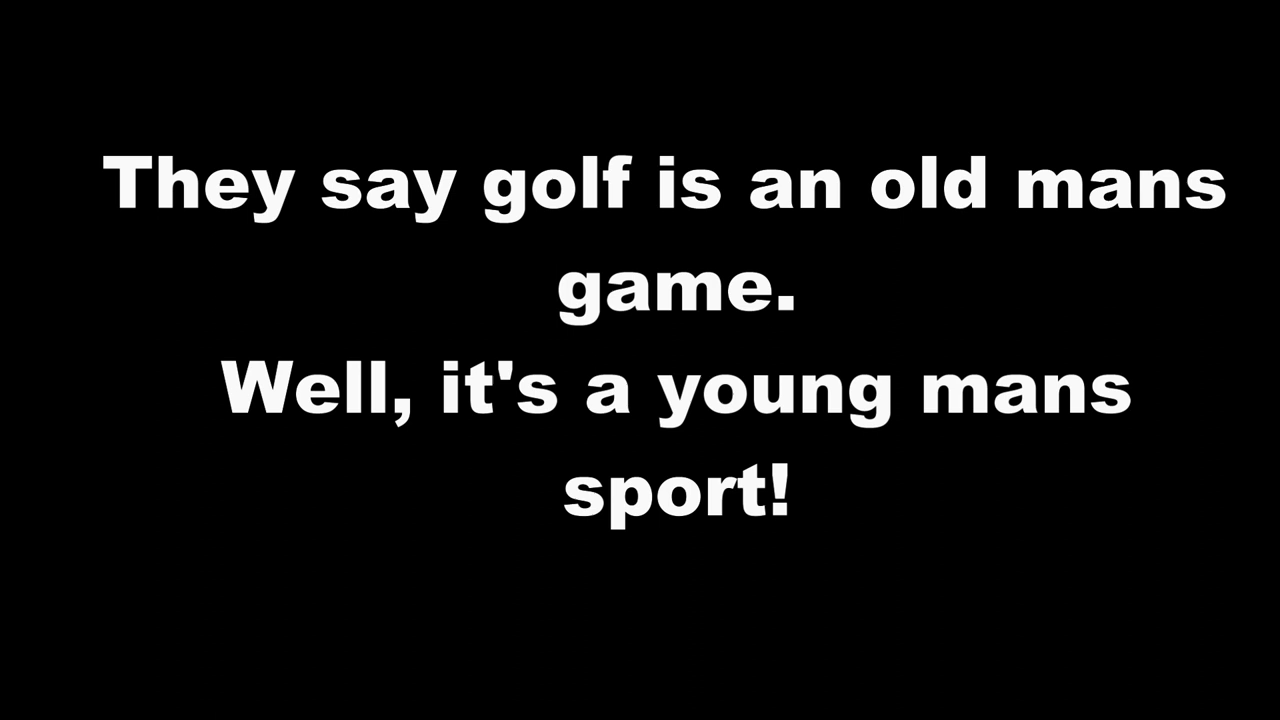 They say golf is an old mans
game.
Well, it's a young mans
sport!